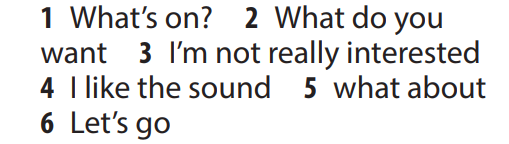 1 What’s on? 2 What do you
want 3 I’m not really interested
4 I like the sound 5 what about
6 Let’s go